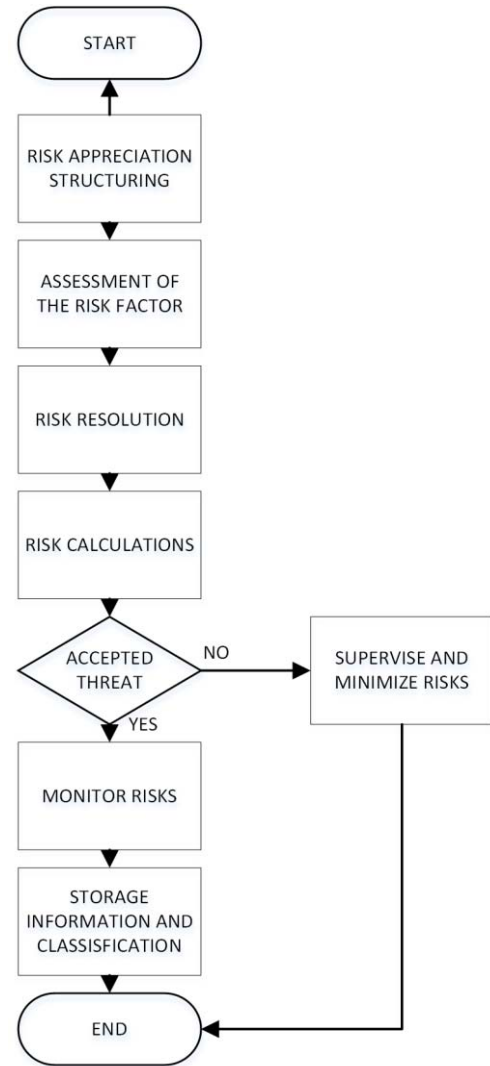 START
RISK APPRECIATION
STRUCTURING
ASSESSMENT OF
THE RISK FACTOR
RISK RESOLUTION
RISK CALCULATIONS
ACCEPTED
THREAT
NO
SUPERVISE AND
MINIMIZE RISKS
YES
MONITOR RISKS
STORAGE
INFORMATION AND
CLASSISFICATION
END